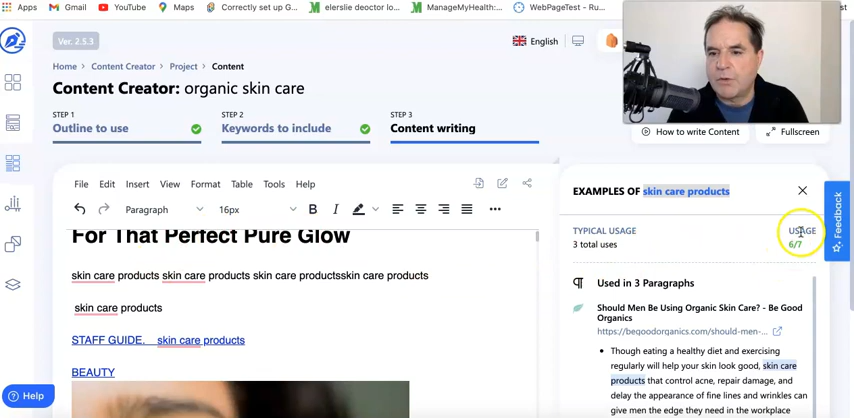 Apps Gmail YouTube Maps Correctly set up G... elerslie deoctor lo... ManageMyHealth:... WebPageTest - Ru...
Ver. 2.5.3
English
Home > Content Creator > Project > Content
Content Creator: organic skin care
STEP 1
Outline to use
STEP 2
Keywords to include
STEP 3
Content writing
How to write Content
Fullscreen
File Edit Insert View Format Table Tools Help
Paragraph 16px B I
For That Perfect Pure Glow
skin care products skin care products skin care productsskin care products
skin care products
STAFF GUIDE. skin care products
BEAUTY
EXAMPLES OF skin care products
TYPICAL USAGE
3 total uses
USAGE
6/7
Used in 3 Paragraphs
Should Men Be Using Organic Skin Care? - Be Good
Organics
https://begoodorganics.com/should-men-...
Though eating a healthy diet and exercising
regularly will help your skin look good, skin care
products that control acne, repair damage, and
delay the appearance of fine lines and wrinkles can
give men the edge they need in the workplace
Feedback
Help